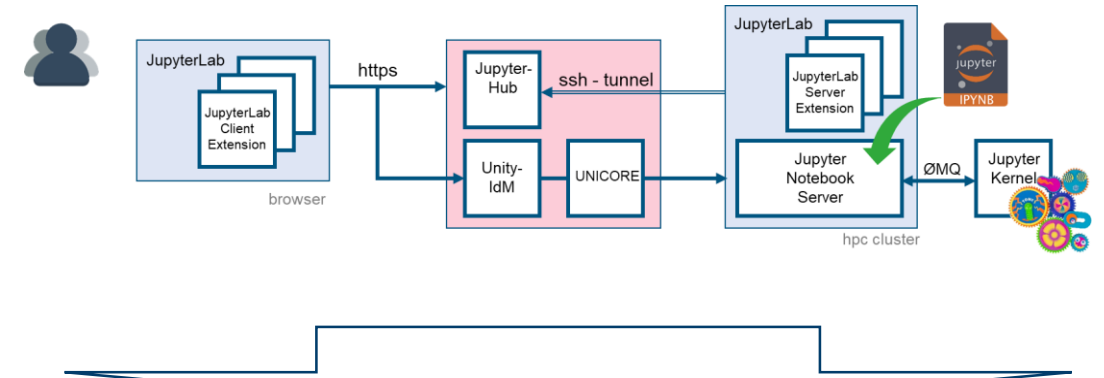 JupyterLab
JupyterLab
Client
Extension
browser
https
Jupyter-
Hub
ssh - tunnel
Unity-
IdM
UNICORE
JupyterLab
JupyterLab
Server
Extension
Jupyter
Notebook
Server
hpc cluster
jupyter
IPYNB
ØMQ
Jupyter
Kernel